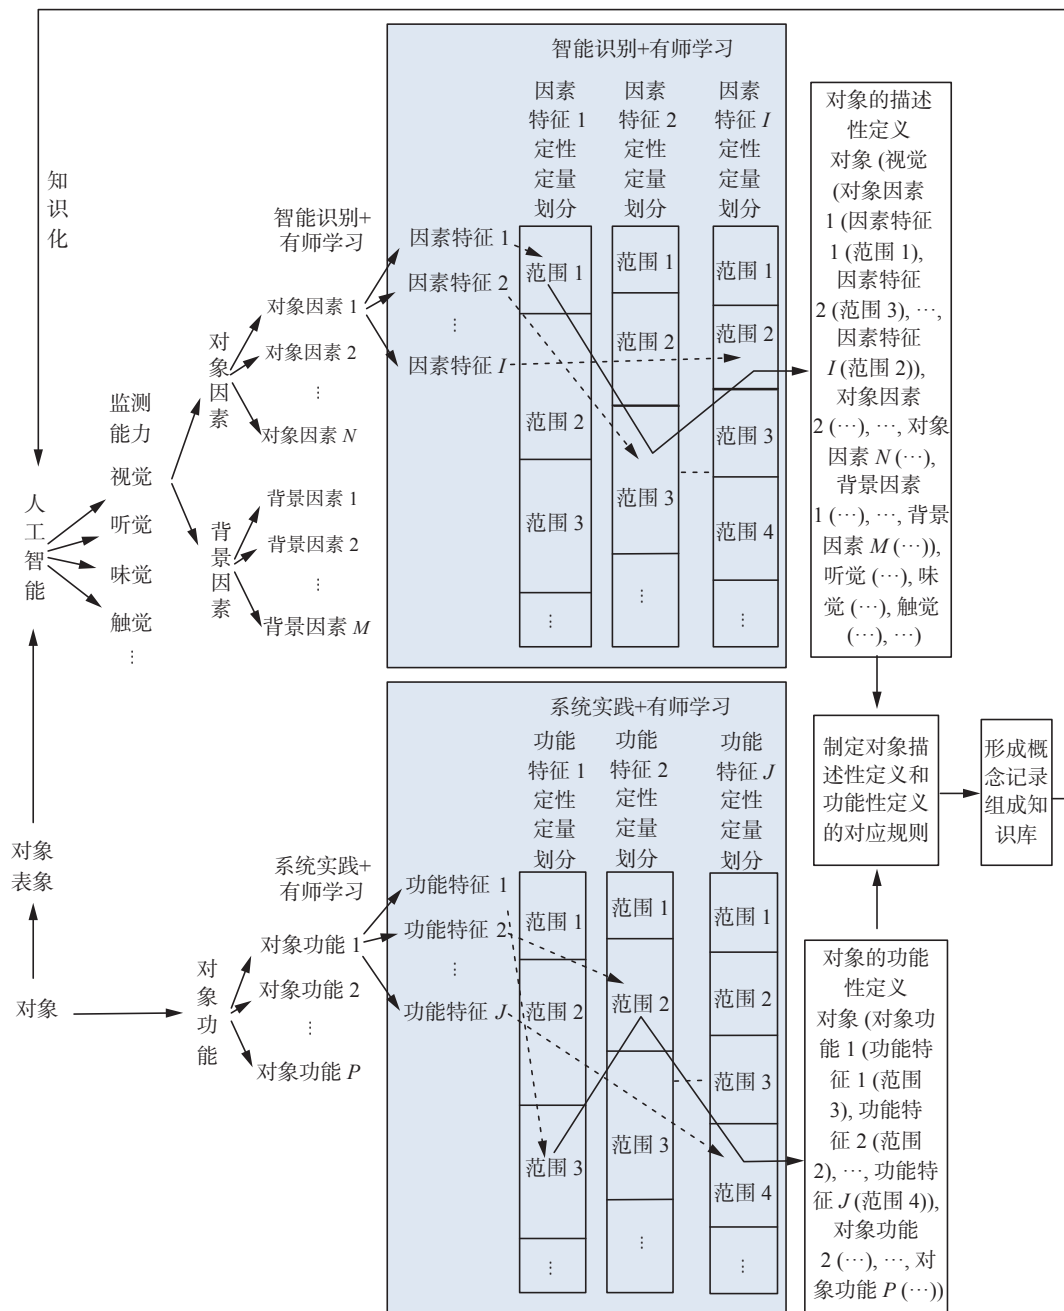 知
识
化
人
工
智
能
对象
表象
对象
监测
能力
视觉
听觉
味觉
触觉
⋮
对
象
因
素
背
景
因
素
智能识别+
有师学习
对象因素 1
对象因素 2
⋮
对象因素 N
背景因素 1
背景因素 2
⋮
背景因素 M
智能识别+有师学习
因素特征 1
因素特征 2
⋮
因素特征 I
因素
特征 1
定性
定量
划分
范围 1
范围 2
范围 3
⋮
因素
特征 2
定性
定量
划分
范围 1
范围 2
范围 3
⋮
因素
特征 I
定性
定量
划分
范围 1
范围 2
范围 3
范围 4
⋮
对象的描述
性定义
对象 (视觉
(对象因素
1 (因素特征
1 (范围 1),
因素特征
2 (范围 3), ⋯,
因素特征
I (范围 2)),
对象因素
2 (⋯), ⋯, 对象
因素 N (⋯),
背景因素
1 (⋯), ⋯, 背景
因素 M (⋯)),
听觉 (⋯), 味
觉 (⋯), 触觉
(⋯), ⋯)
对
象
功
能
系统实践+
有师学习
对象功能 1
对象功能 2
⋮
对象功能 P
系统实践+有师学习
功能特征 1
功能特征 2
⋮
功能特征 J
功能
特征 1
定性
定量
划分
范围 1
范围 2
范围 3
⋮
功能
特征 2
定性
定量
划分
范围 1
范围 2
范围 3
⋮
功能
特征 J
定性
定量
划分
范围 1
范围 2
范围 3
范围 4
⋮
制定对象描
述性定义和
功能性定义
的对应规则
形成概
念记录
组成知
识库
对象的功能
性定义
对象 (对象功
能 1 (功能特
征 1 (范围
3), 功能特
征 2 (范围
2), ⋯, 功能特
征 J (范围 4)),
对象功能
2 (⋯), ⋯, 对
象功能 P (⋯))